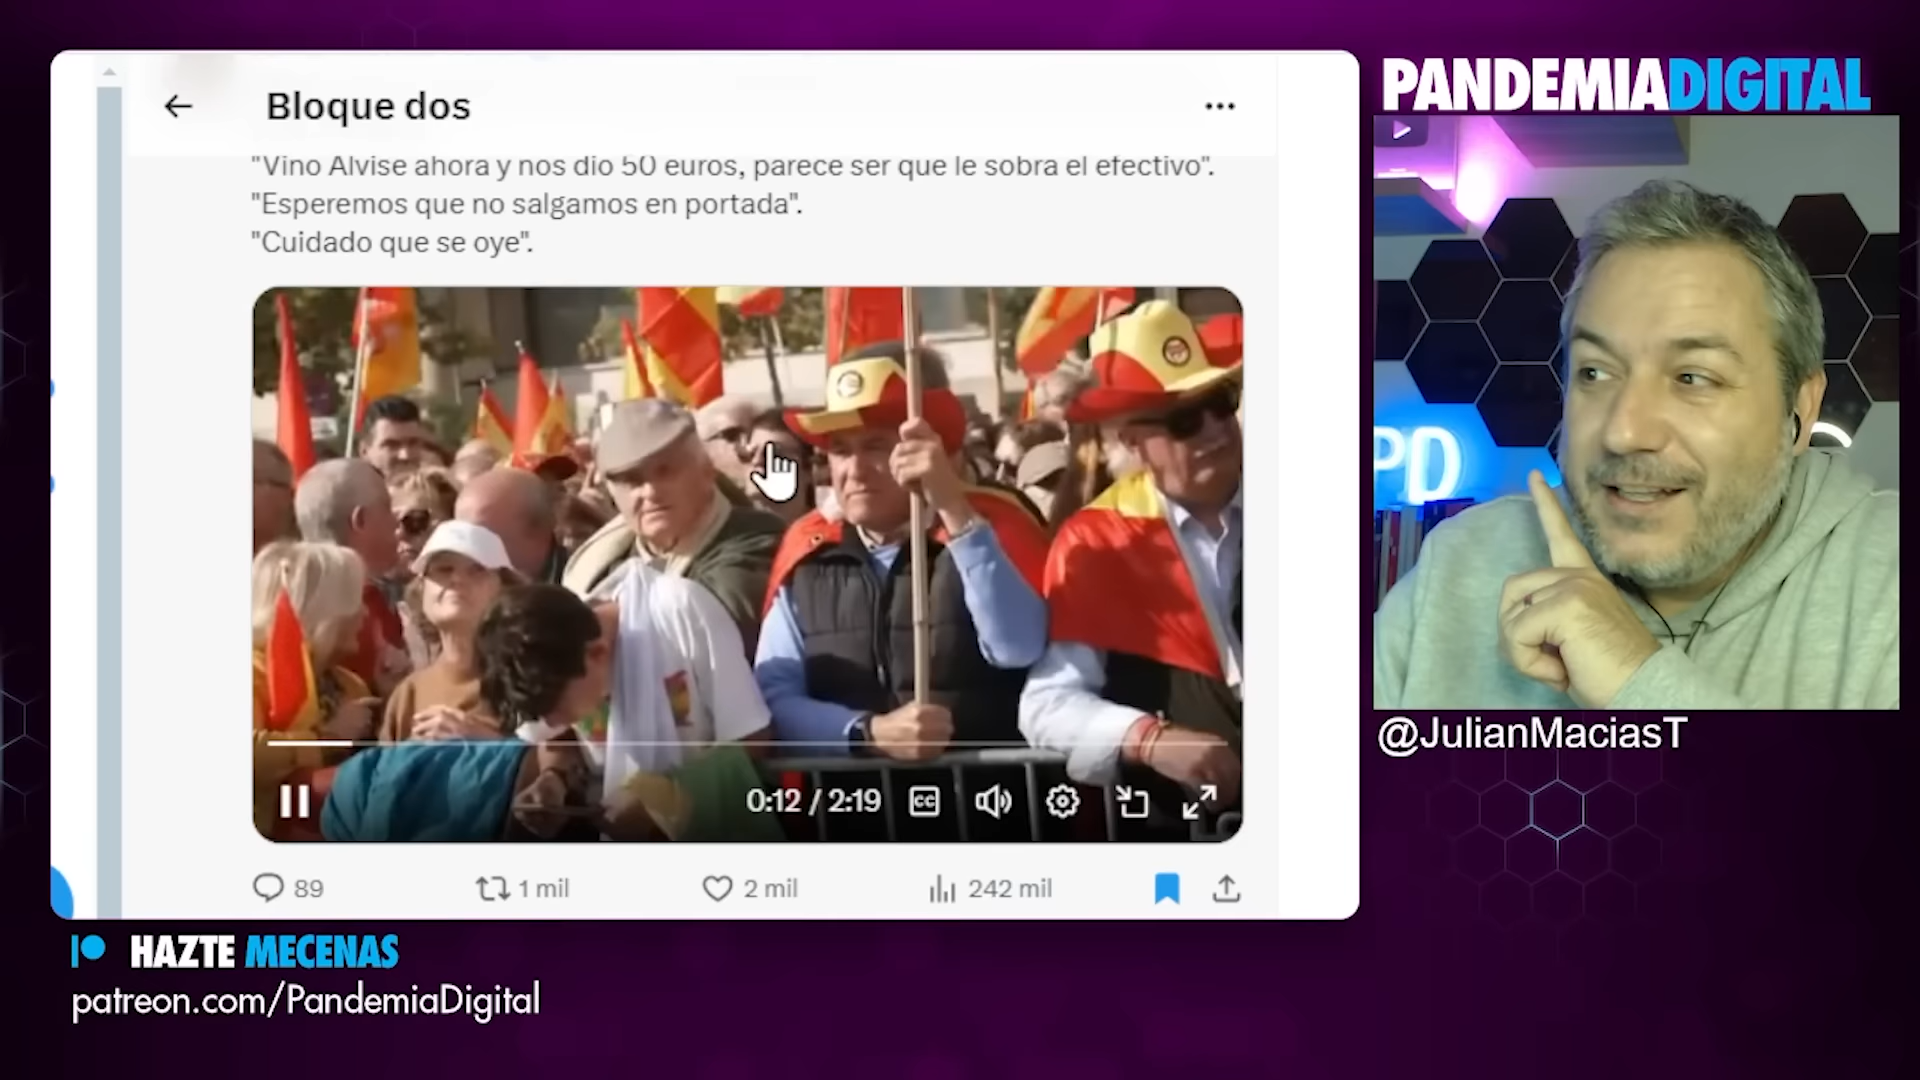 Bloque dos
"Vino Alvise ahora y nos dio 50 euros, parece ser que le sobra el efectivo".
"Esperemos que no salgamos en portada".
"Cuidado que se oye".
0:12 / 2:19
CC
89
1 mil
2 mil
242 mil
PANDEMIADIGITAL
PD
@JulianMaciasT
HAZTE MECENAS
patreon.com/PandemiaDigital